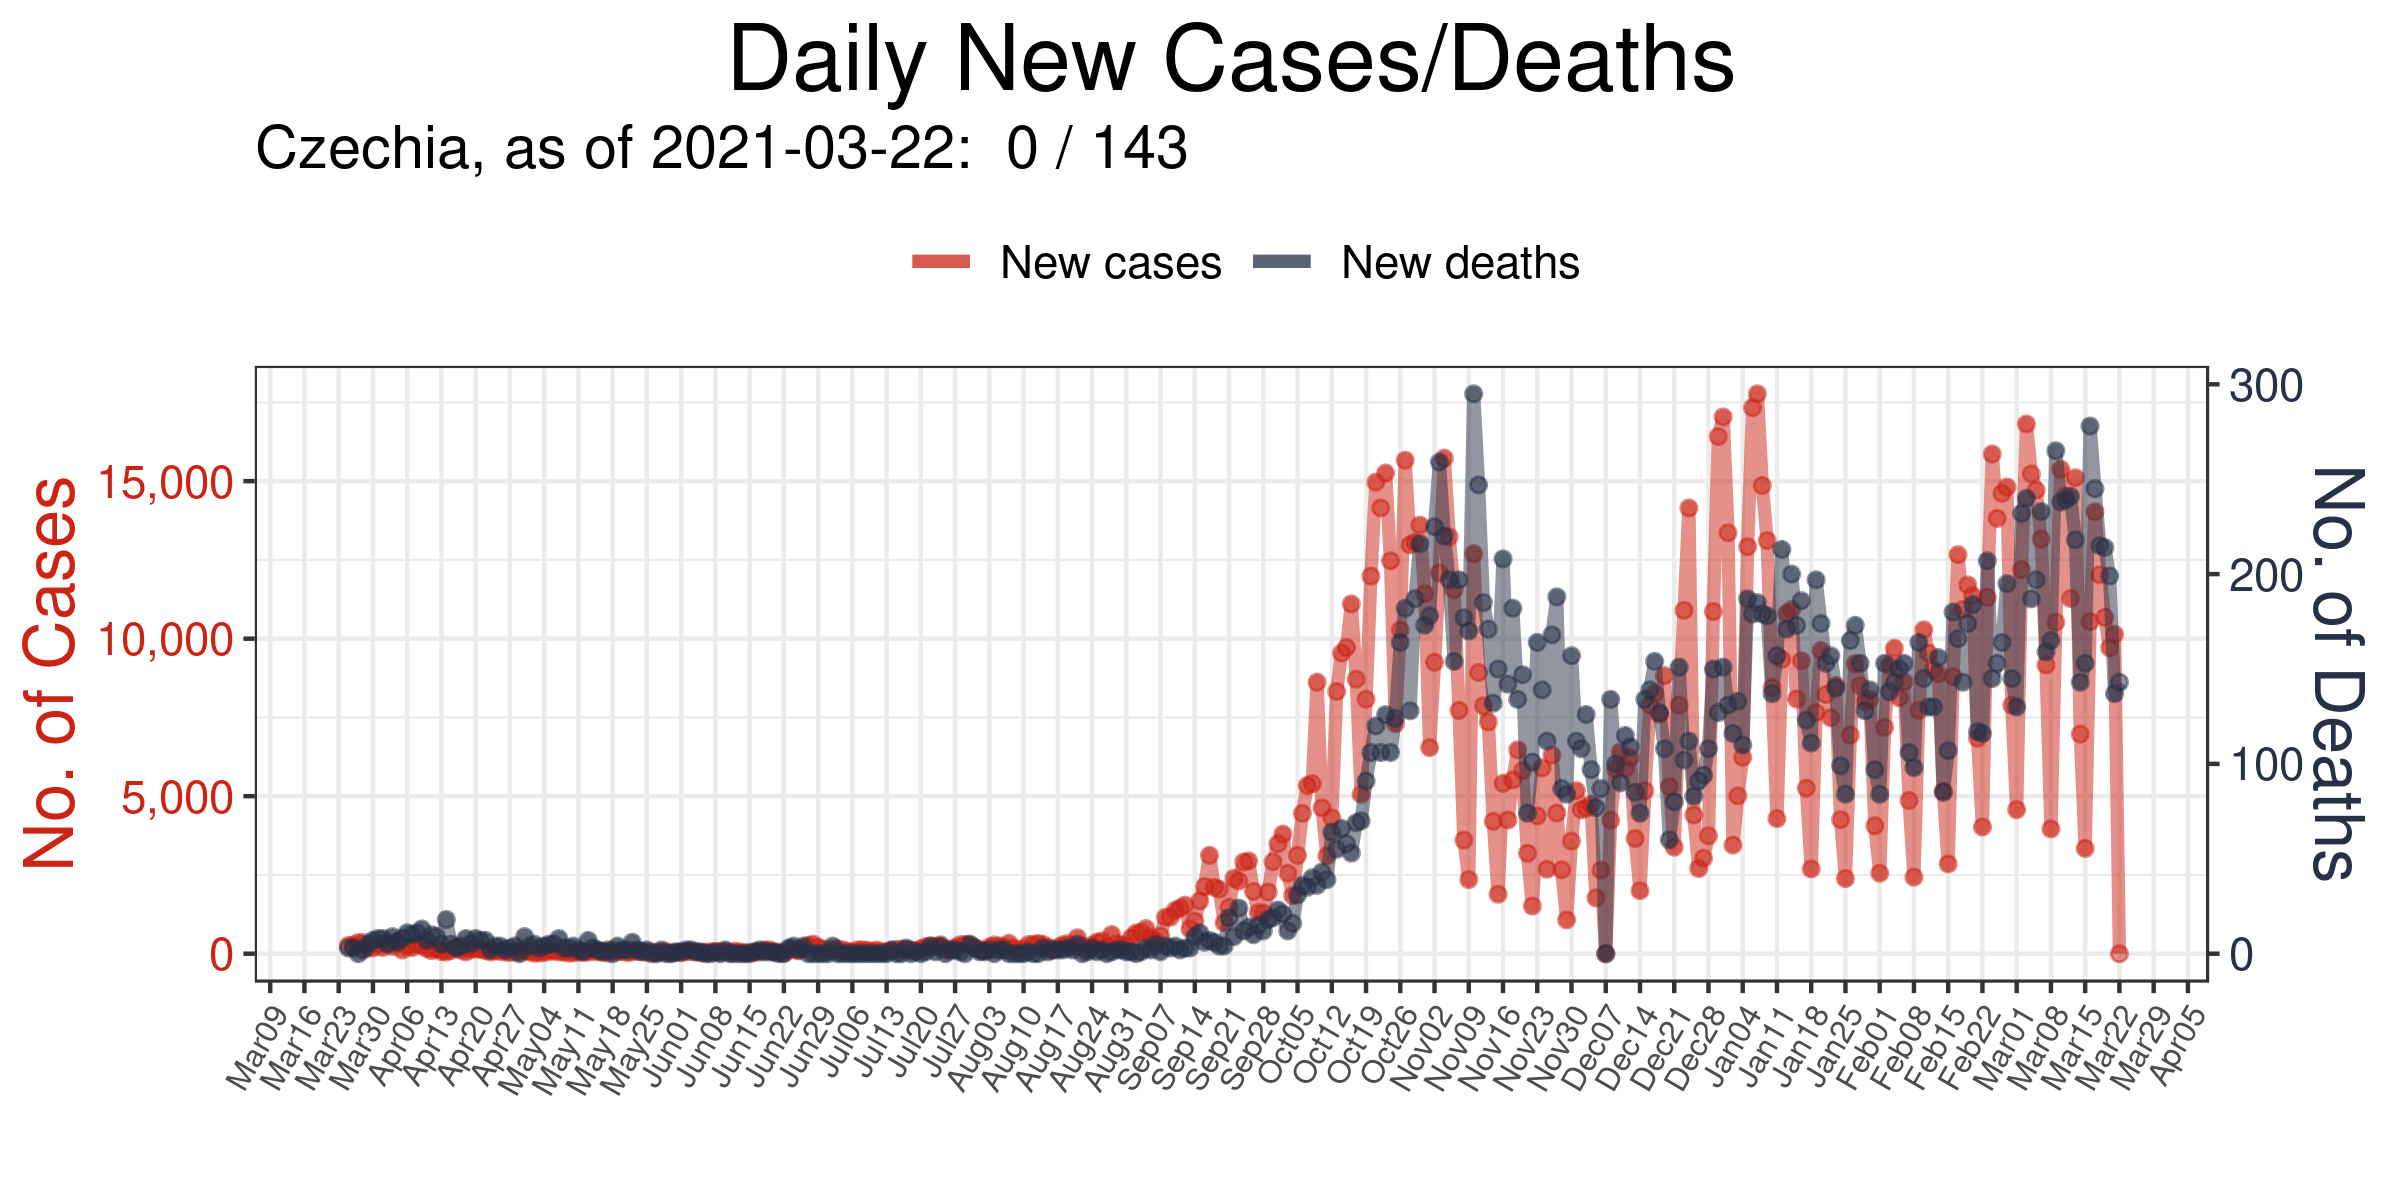 Daily New Cases/Deaths
Czechia, as of 2021-03-22:  0 / 143
New cases
New deaths
No. of Cases
15,000
10,000
5,000
0
300
200
100
0
No. of Deaths
Mar09
Mar16
Mar23
Mar30
Apr06
Apr13
Apr20
Apr27
May04
May11
May18
May25
Jun01
Jun08
Jun15
Jun22
Jun29
Jul06
Jul13
Jul20
Jul27
Aug03
Aug10
Aug17
Aug24
Aug31
Sep07
Sep14
Sep21
Sep28
Oct05
Oct12
Oct19
Oct26
Nov02
Nov09
Nov16
Nov23
Nov30
Dec07
Dec14
Dec21
Dec28
Jan04
Jan11
Jan18
Jan25
Feb01
Feb08
Feb15
Feb22
Mar01
Mar08
Mar15
Mar22
Mar29
Apr05